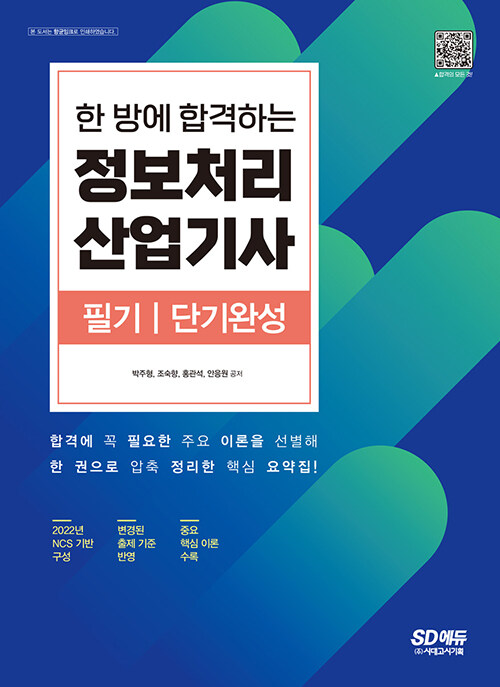 본 도서는 항균잉크로 인쇄하였습니다.
▲합격의 모든 것!
한 방에 합격하는
정보처리
산업기사
필기 | 단기완성
박주형, 조숙향, 홍관석, 안응원 공저
합격에 꼭 필요한 주요 이론을 선별해
한 권으로 압축 정리한 핵심 요약집!
2022년
NCS 기반
구성
변경된
출제 기준
반영
중요
핵심 이론
수록
SD에듀
(주)시대고시기획